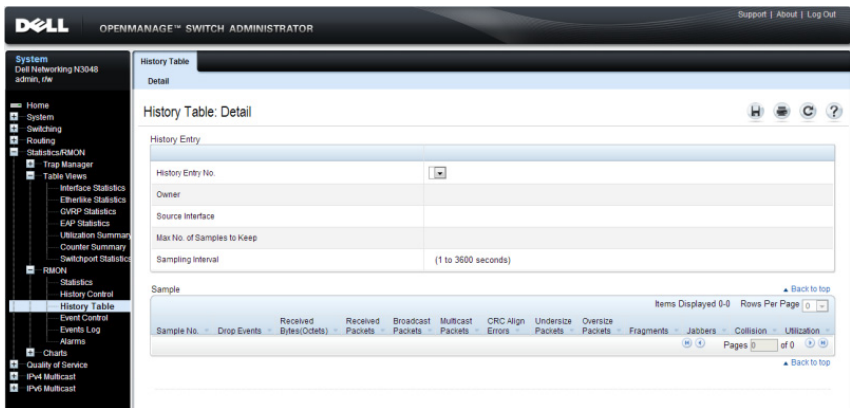 DELL
OPENMANAGE™ SWITCH ADMINISTRATOR
Support | About | Log Out
System
Dell Networking N3048
admin, r/w
Home
System
Switching
Routing
Statistics/RMON
Trap Manager
Table Views
Interface Statistics
Etherlike Statistics
GVRP Statistics
EAP Statistics
Utilization Summary
Counter Summary
Switchport Statistics
RMON
Statistics
History Control
History Table
Event Control
Events Log
Alarms
Charts
Quality of Service
IPv4 Multicast
IPv6 Multicast
History Table
Detail
History Table: Detail
H C ?
History Entry
History Entry No.
Owner
Source Interface
Max No. of Samples to Keep
Sampling Interval (1 to 3600 seconds)
Sample
Back to top
Items Displayed 0-0 Rows Per Page 0
Sample No. Drop Events Received Bytes(Octets) Received Packets Broadcast Packets Multicast Packets CRC Align Errors Undersize Packets Oversize Packets Fragments Jabbers Collision Utilization
Pages 0 of 0
Back to top